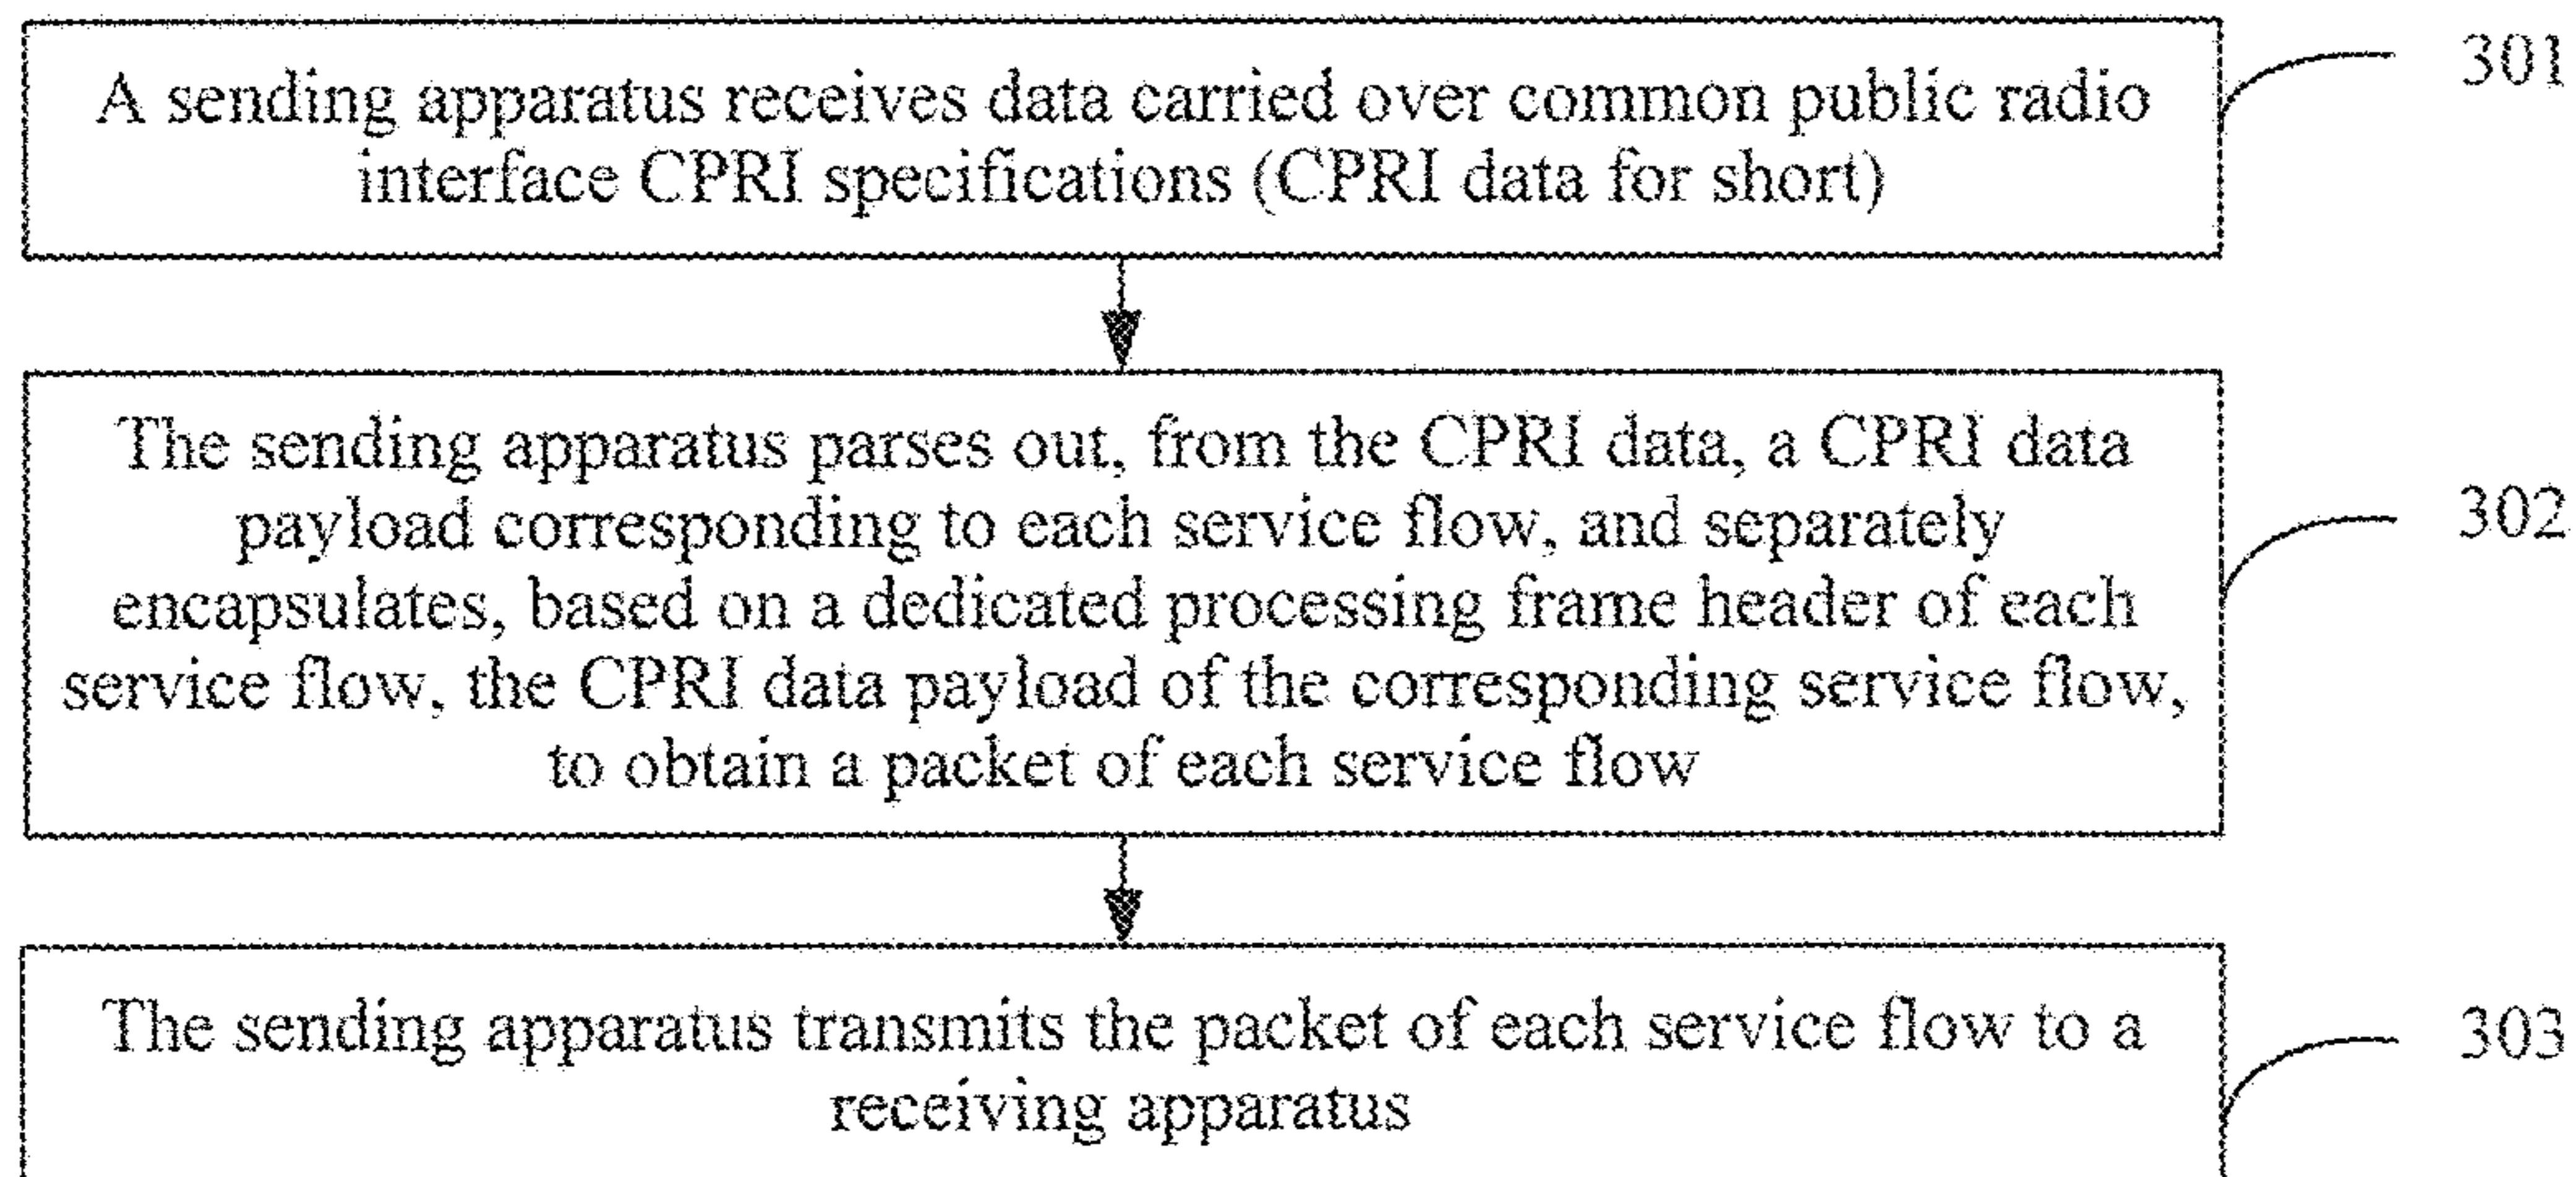 A sending apparatus receives data carried over common public radio
interface CPRI specifications (CPRI data for short)
301
The sending apparatus parses out, from the CPRI data, a CPRI data
payload corresponding to each service flow, and separately
encapsulates, based on a dedicated processing frame header of each
service flow, the CPRI data payload of the corresponding service flow,
to obtain a packet of each service flow
302
The sending apparatus transmits the packet of each service flow to a
receiving apparatus
303